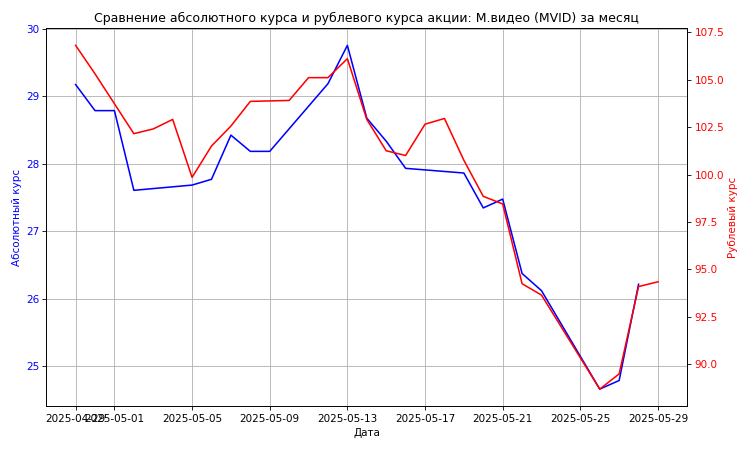 Сравнение абсолютного курса и рублевого курса акции: М.видео (MVID) за месяц
30
29
28
27
26
25
Абсолютный курс
107.5
105.0
102.5
100.0
97.5
95.0
92.5
90.0
Рублевый курс
2025-04-29 2025-05-01 2025-05-05 2025-05-09 2025-05-13 2025-05-17 2025-05-21 2025-05-25 2025-05-29
Дата